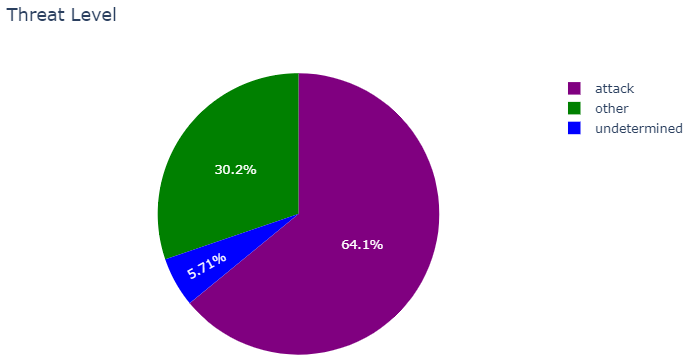 Threat Level
attack
other
undetermined
30.2%
64.1%
5.71%